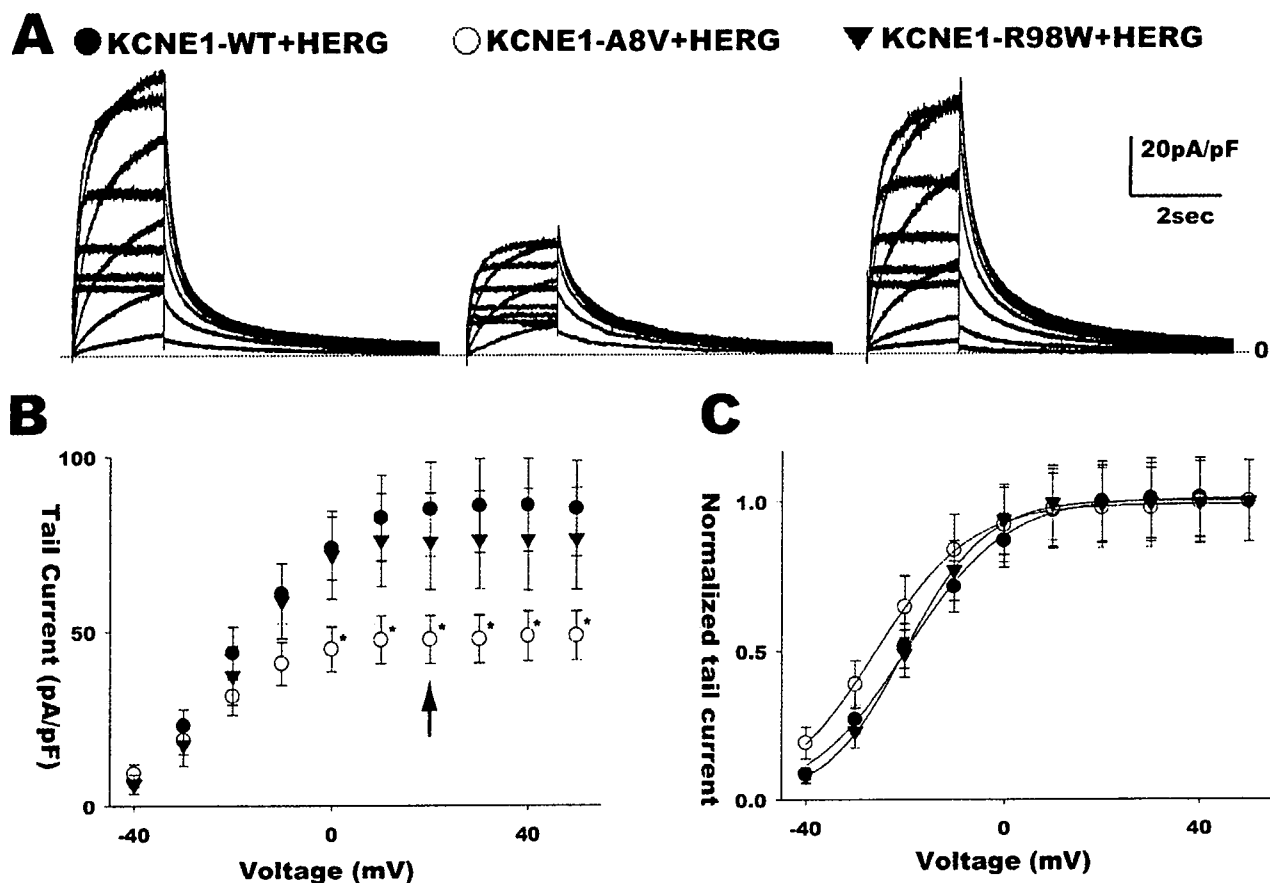 A
KCNE1-WT+HERG
KCNE1-A8V+HERG
KCNE1-R98W+HERG
20pA/pF
2sec
0
B
Tail Current (pA/pF)
100
50
0
* * * * * *
-40
0
40
Voltage (mV)
C
Normalized tail current
1.0
0.5
0.0
-40
0
40
Voltage (mV)